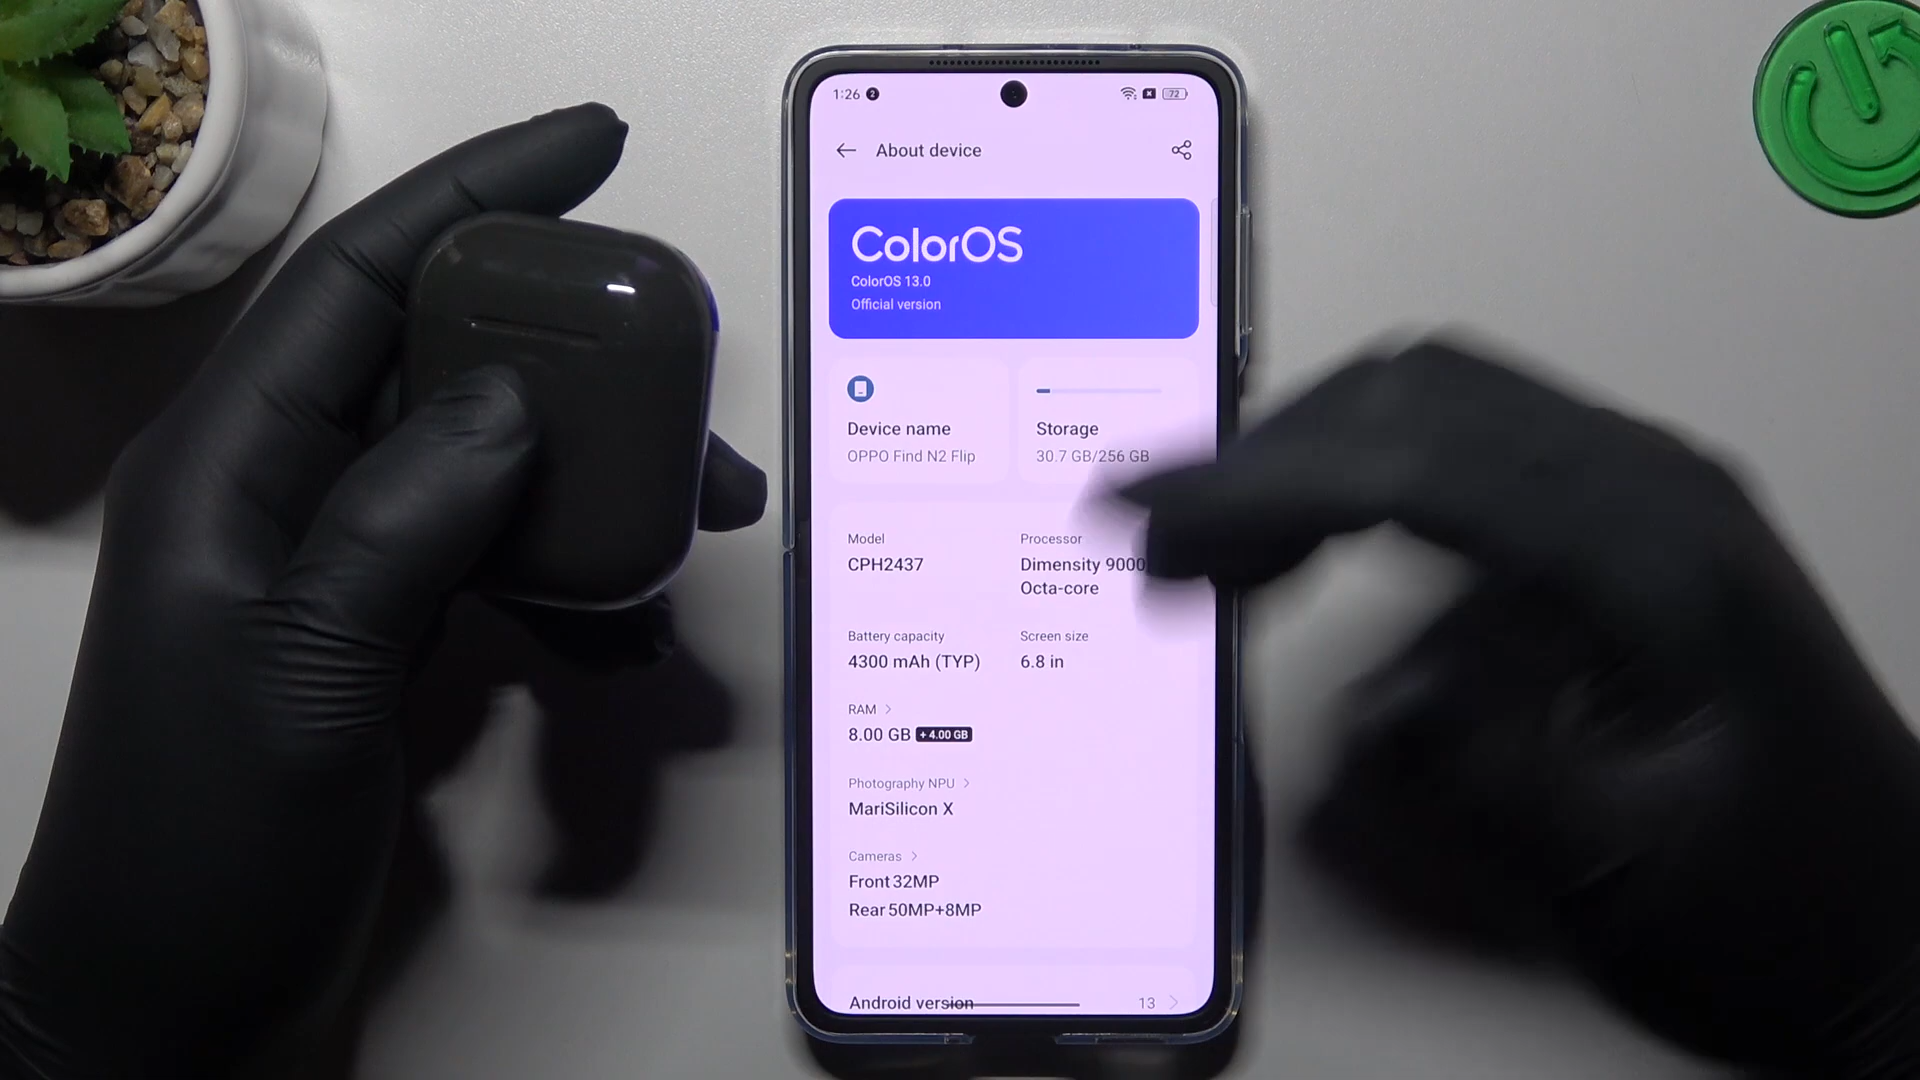 1:26 2
72
About device
ColorOS
ColorOS 13.0
Official version
Device name
OPPO Find N2 Flip
Storage
30.7 GB/256 GB
Model
CPH2437
Processor
Dimensity 9000
Octa-core
Battery capacity
4300 mAh (TYP)
Screen size
6.8 in
RAM
8.00 GB + 4.00 GB
Photography NPU
MariSilicon X
Cameras
Front 32MP
Rear 50MP+8MP
Android version
13